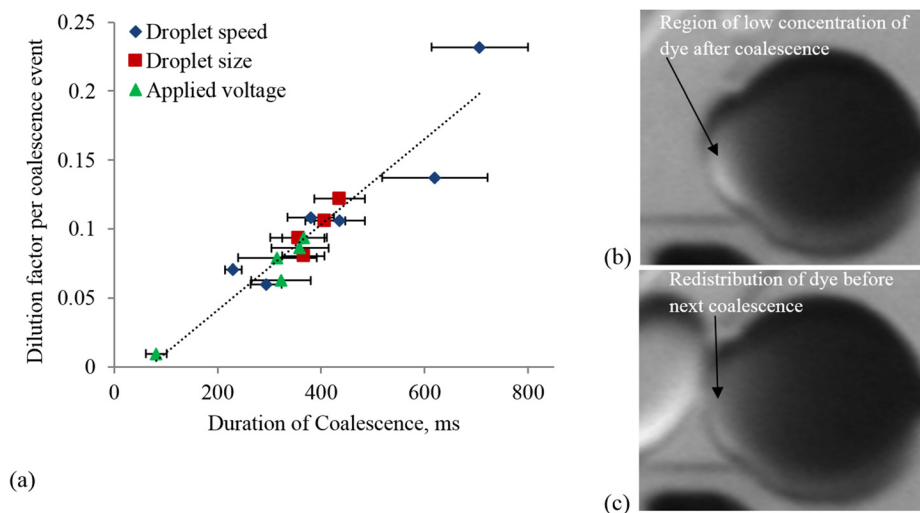 0.25
0.2
0.15
0.1
0.05
0
0
200
400
600
800
Dilution factor per coalescence event
Duration of Coalescence, ms
Droplet speed
Droplet size
Applied voltage
(a)
Region of low concentration of
dye after coalescence
(b)
Redistribution of dye before
next coalescence
(c)